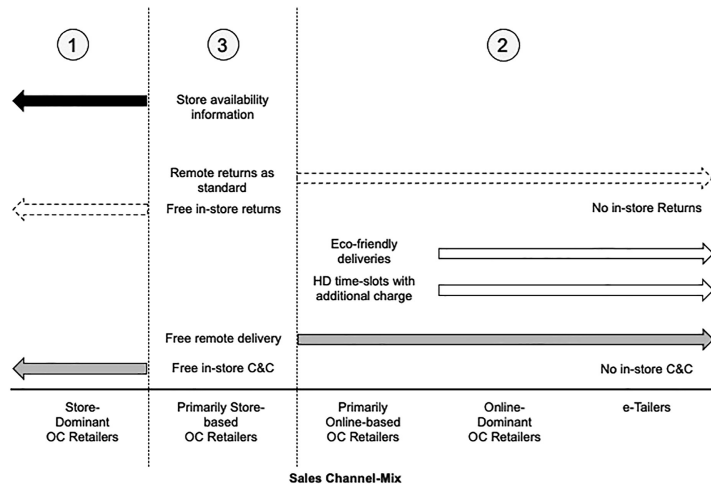 1
3
2
Store availability
information
Remote returns as
standard
Free in-store returns
No in-store Returns
Eco-friendly
deliveries
HD time-slots with
additional charge
Free remote delivery
Free in-store C&C
No in-store C&C
Store-
Dominant
OC Retailers
Primarily Store-
based
OC Retailers
Primarily
Online-based
OC Retailers
Online-
Dominant
OC Retailers
e-Tailers
Sales Channel-Mix